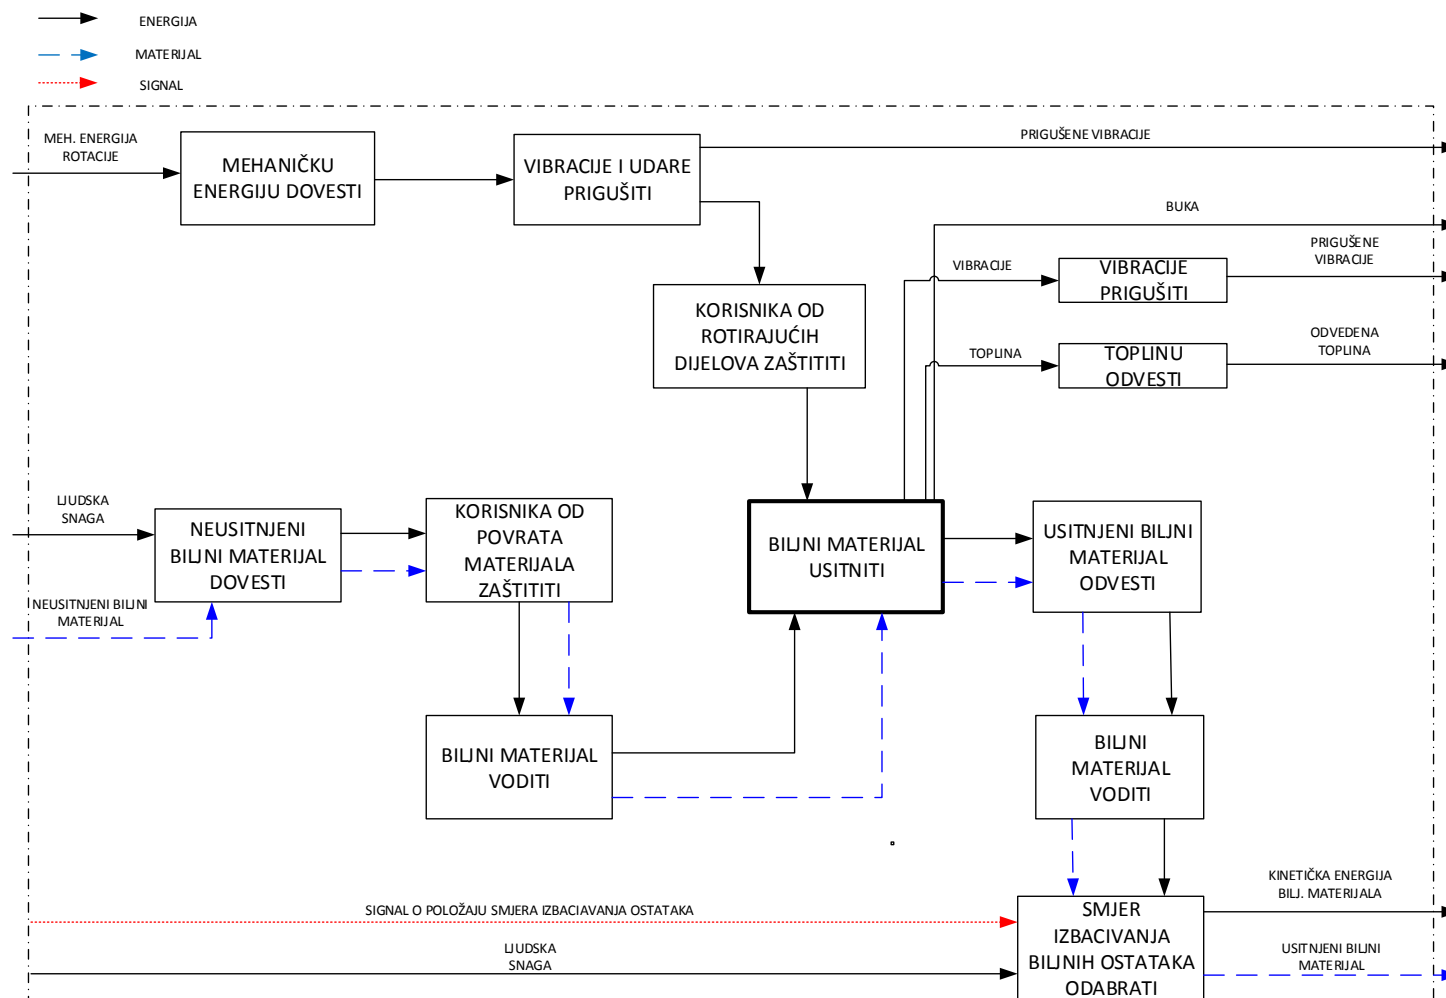 ENERGIJA
MATERIJAL
SIGNAL
MEH. ENERGIJA
ROTACIJE
MEHANIČKU
ENERGIJU DOVESTI
VIBRACIJE I UDARE
PRIGUŠITI
PRIGUŠENE VIBRACIJE
BUKA
KORISNIKA OD
ROTIRAJUĆIH
DIJELOVA ZAŠTITITI
VIBRACIJE
VIBRACIJE
PRIGUŠITI
PRIGUŠENE
VIBRACIJE
TOPLINA
TOPLINU
ODVESTI
ODVEDENA
TOPLINA
LJUDSKA
SNAGA
NEUSITNJENI
BILJNI MATERIJAL
DOVESTI
KORISNIKA OD
POVRATA
MATERIJALA
ZAŠTITITI
BILJNI MATERIJAL
USITNITI
USITNJENI BILJNI
MATERIJAL
ODVESTI
NEUSITNJENI BILJNI
MATERIJAL
BILJNI MATERIJAL
VODITI
BILJNI
MATERIJAL
VODITI
SIGNAL O POLOŽAJU SMJERA IZBACIAVANJA OSTATAKA
LJUDSKA
SNAGA
SMJER
IZBACIVANJA
BILJNIH OSTATAKA
ODABRATI
KINETIČKA ENERGIJA
BILJ. MATERIJALA
USITNJENI BILJNI
MATERIJAL